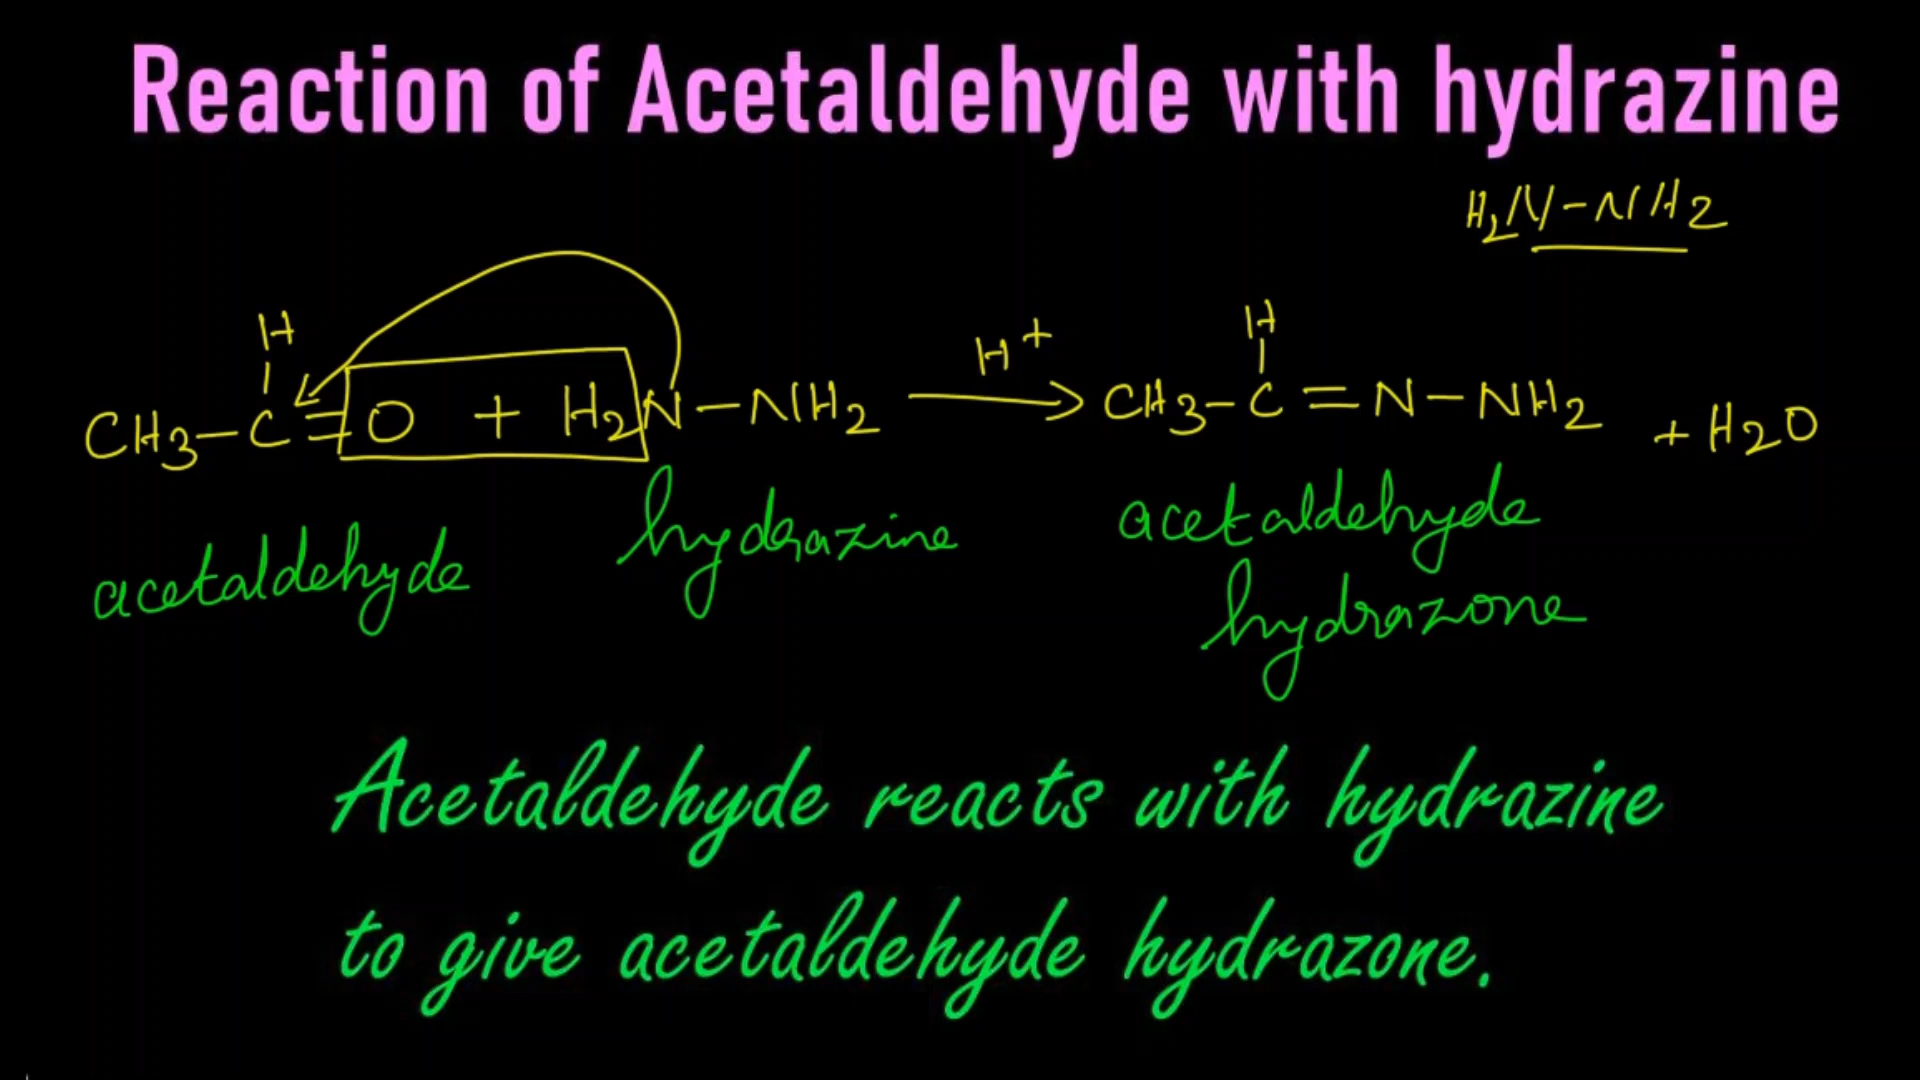 Reaction of Acetaldehyde with hydrazine
H₂N-NH₂
H H⁺ H
CH₃-C=O + H₂N-NH₂ → CH₃-C=N-NH₂ + H₂O
acetaldehyde hydrazine acetaldehyde
hydrazone
Acetaldehyde reacts with hydrazine
to give acetaldehyde hydrazone.